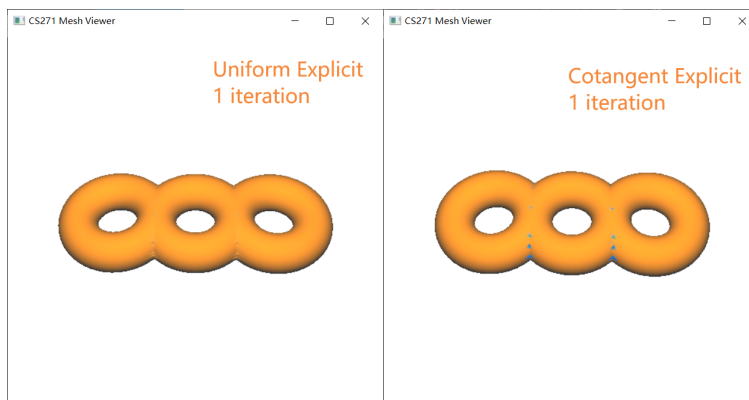 CS271 Mesh Viewer
Uniform Explicit
1 iteration
CS271 Mesh Viewer
Cotangent Explicit
1 iteration